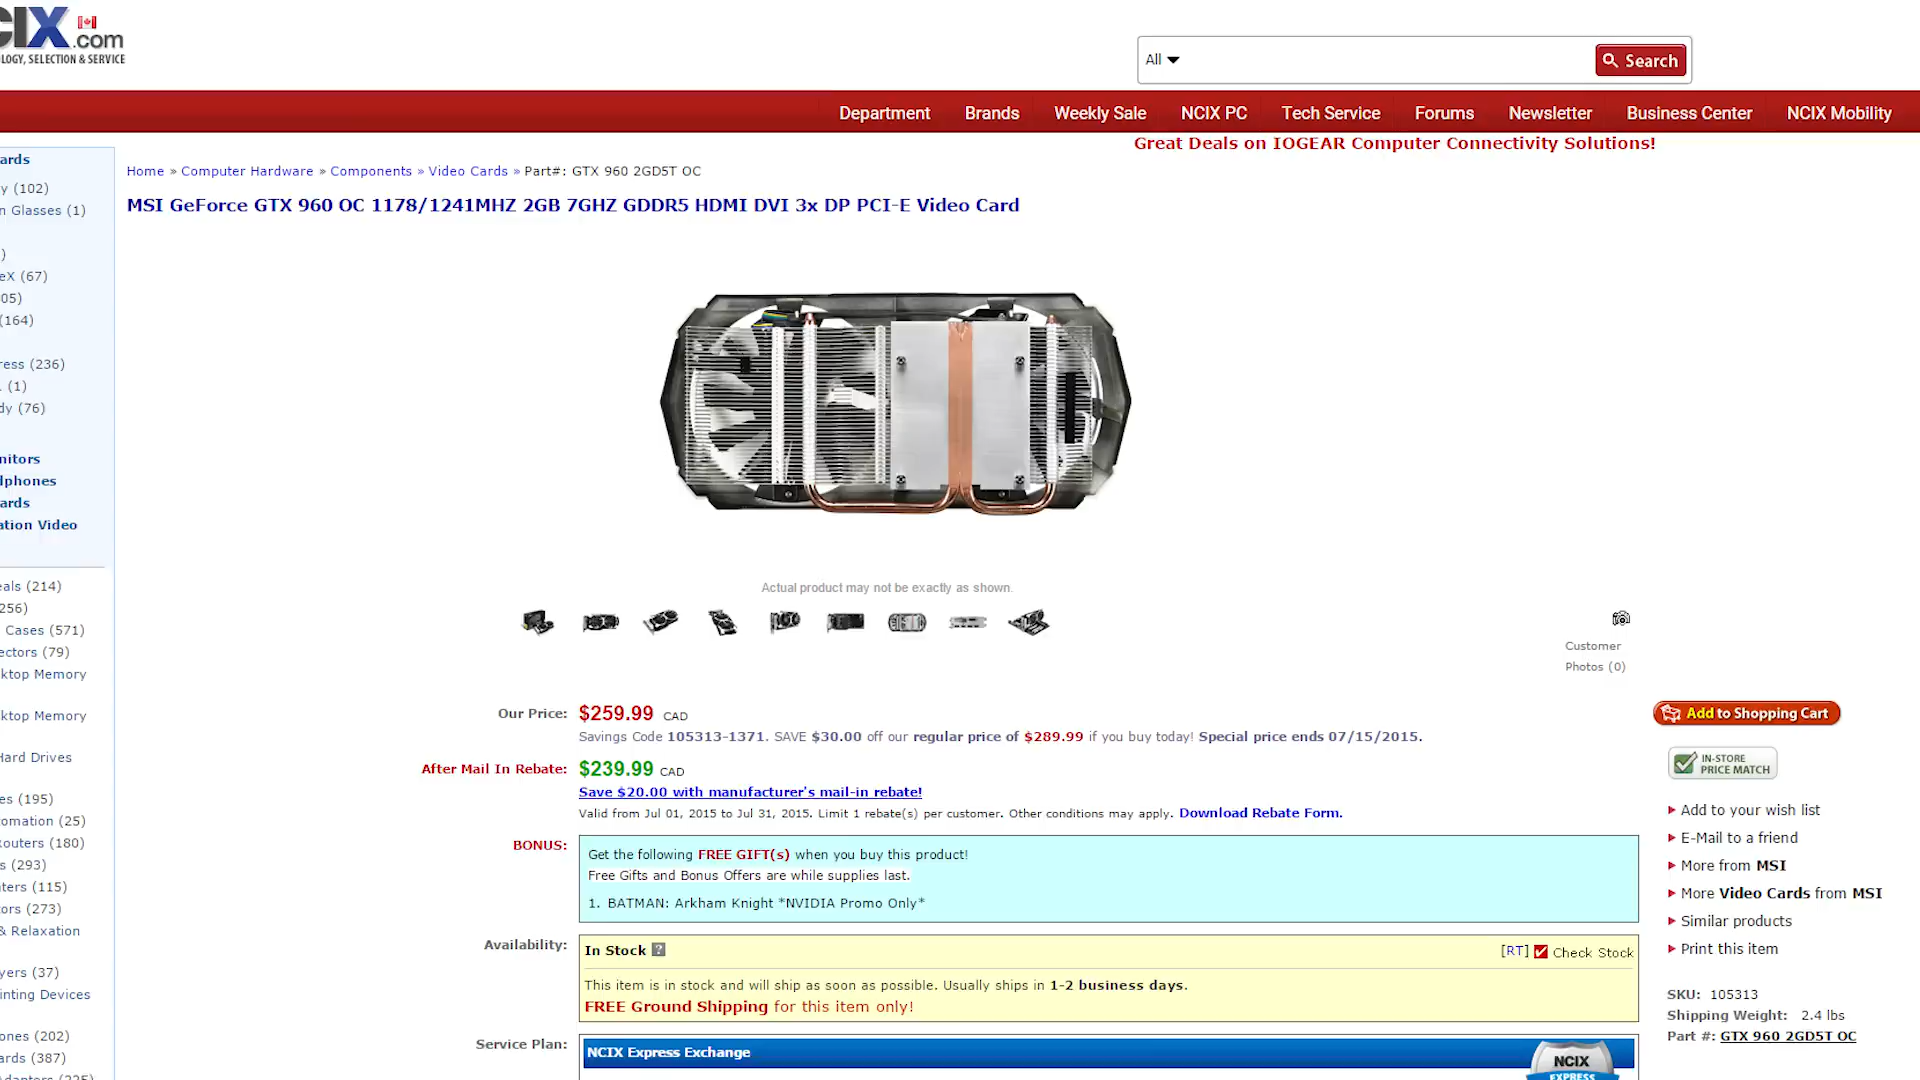 CIX.com
LOGY, SELECTION & SERVICE
All
Search
Department Brands Weekly Sale NCIX PC Tech Service Forums Newsletter Business Center NCIX Mobility
Great Deals on IOGEAR Computer Connectivity Solutions!
Home » Computer Hardware » Components » Video Cards » Part#: GTX 960 2GD5T OC
MSI GeForce GTX 960 OC 1178/1241MHZ 2GB 7GHZ GDDR5 HDMI DVI 3x DP PCI-E Video Card
ards
y (102)
n Glasses (1)
)
eX (67)
05)
(164)
ress (236)
. (1)
dy (76)
nitors
dphones
ards
ation Video
eals (214)
256)
Cases (571)
ectors (79)
ktop Memory
ktop Memory
Hard Drives
es (195)
omation (25)
Routers (180)
s (293)
ters (115)
ors (273)
& Relaxation
yers (37)
inting Devices
ones (202)
ards (387)
Adapters (225)
Actual product may not be exactly as shown.
Customer
Photos (0)
Our Price: $259.99 CAD
Savings Code 105313-1371. SAVE $30.00 off our regular price of $289.99 if you buy today! Special price ends 07/15/2015.
After Mail In Rebate: $239.99 CAD
Save $20.00 with manufacturer's mail-in rebate!
Valid from Jul 01, 2015 to Jul 31, 2015. Limit 1 rebate(s) per customer. Other conditions may apply. Download Rebate Form.
BONUS:
Get the following FREE GIFT(s) when you buy this product!
Free Gifts and Bonus Offers are while supplies last.
1. BATMAN: Arkham Knight *NVIDIA Promo Only*
Availability:
In Stock ? [RT] Check Stock
This item is in stock and will ship as soon as possible. Usually ships in 1-2 business days.
FREE Ground Shipping for this item only!
Service Plan:
NCIX Express Exchange
NCIX
EXPRESS
Add to Shopping Cart
IN-STORE
PRICE MATCH
Add to your wish list
E-Mail to a friend
More from MSI
More Video Cards from MSI
Similar products
Print this item
SKU: 105313
Shipping Weight: 2.4 lbs
Part #: GTX 960 2GD5T OC